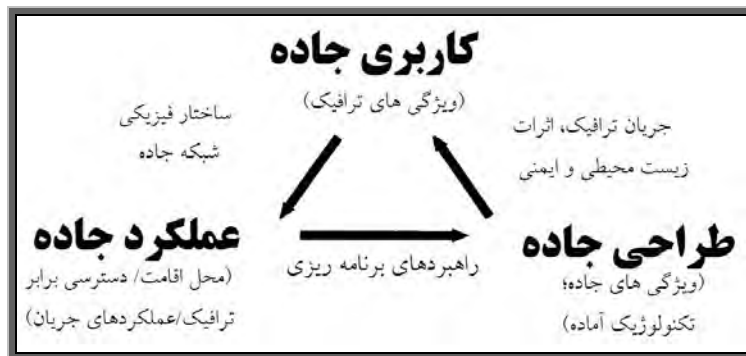 کاربری جاده
(ویژگی های ترافیک)
جریان ترافیک، اثرات
زیست محیطی و ایمنی
ساختار فیزیکی
شبکه جاده
طراحی جاده
(ویژگی های جاده؛
تکنولوژیک آماده)
راهبردهای برنامه ریزی
عملکرد جاده
(محل اقامت/ دسترسی برابر
ترافیک/عملکردهای جریان)